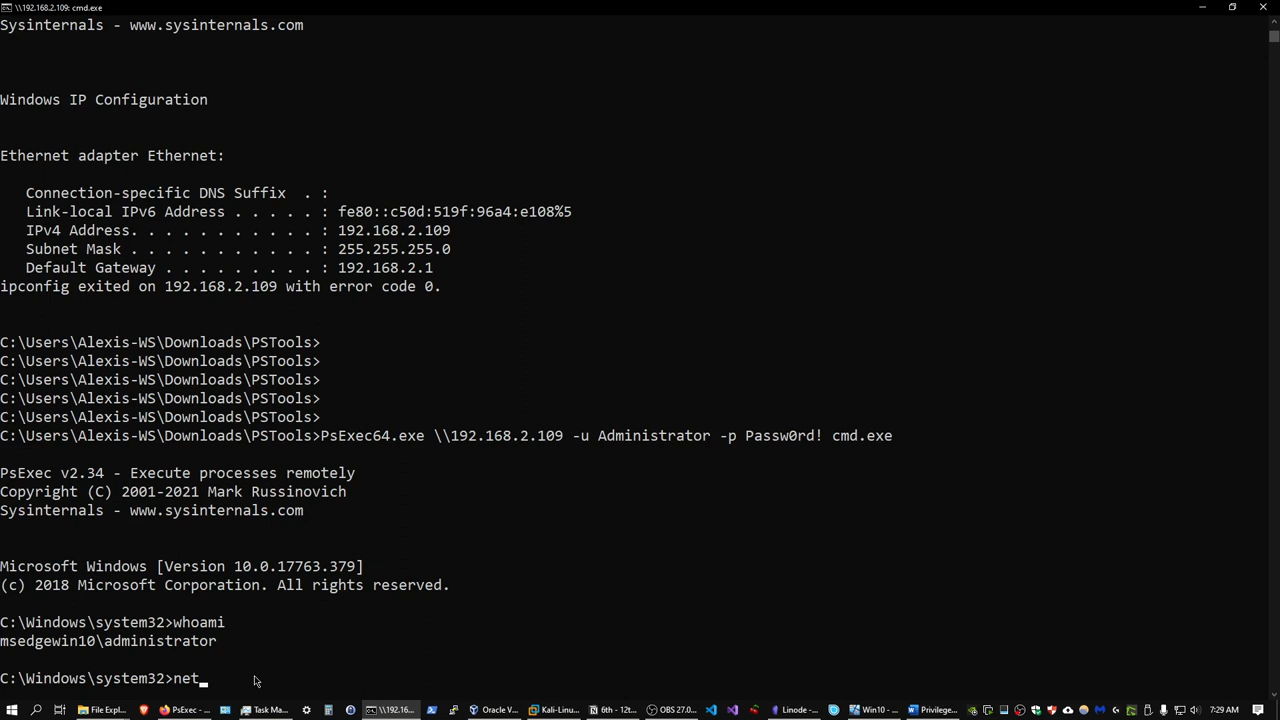 \\192.168.2.109: cmd.exe
Sysinternals - www.sysinternals.com
Windows IP Configuration
Ethernet adapter Ethernet:
Connection-specific DNS Suffix . :
Link-local IPv6 Address . . . . . : fe80::c50d:519f:96a4:e108%5
IPv4 Address. . . . . . . . . . . : 192.168.2.109
Subnet Mask . . . . . . . . . . . : 255.255.255.0
Default Gateway . . . . . . . . . : 192.168.2.1
ipconfig exited on 192.168.2.109 with error code 0.
C:\Users\Alexis-WS\Downloads\PSTools>
C:\Users\Alexis-WS\Downloads\PSTools>
C:\Users\Alexis-WS\Downloads\PSTools>
C:\Users\Alexis-WS\Downloads\PSTools>
C:\Users\Alexis-WS\Downloads\PSTools>
C:\Users\Alexis-WS\Downloads\PSTools>PsExec64.exe \\192.168.2.109 -u Administrator -p Passw0rd! cmd.exe
PsExec v2.34 - Execute processes remotely
Copyright (C) 2001-2021 Mark Russinovich
Sysinternals - www.sysinternals.com
Microsoft Windows [Version 10.0.17763.379]
(c) 2018 Microsoft Corporation. All rights reserved.
C:\Windows\system32>whoami
msedgewin10\administrator
C:\Windows\system32>net_
File Expl... PsExec -... Task Ma... \\192.16... Oracle V... Kali-Linu... 6th - 12t... OBS 27.0... Linode -... Win10 -... Privileg... 7:29 AM